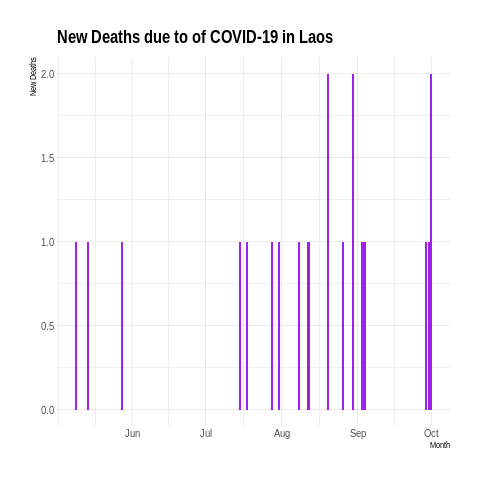 New Deaths due to of COVID-19 in Laos
New Deaths
2.0
1.5
1.0
0.5
0.0
Jun Jul Aug Sep Oct
Month